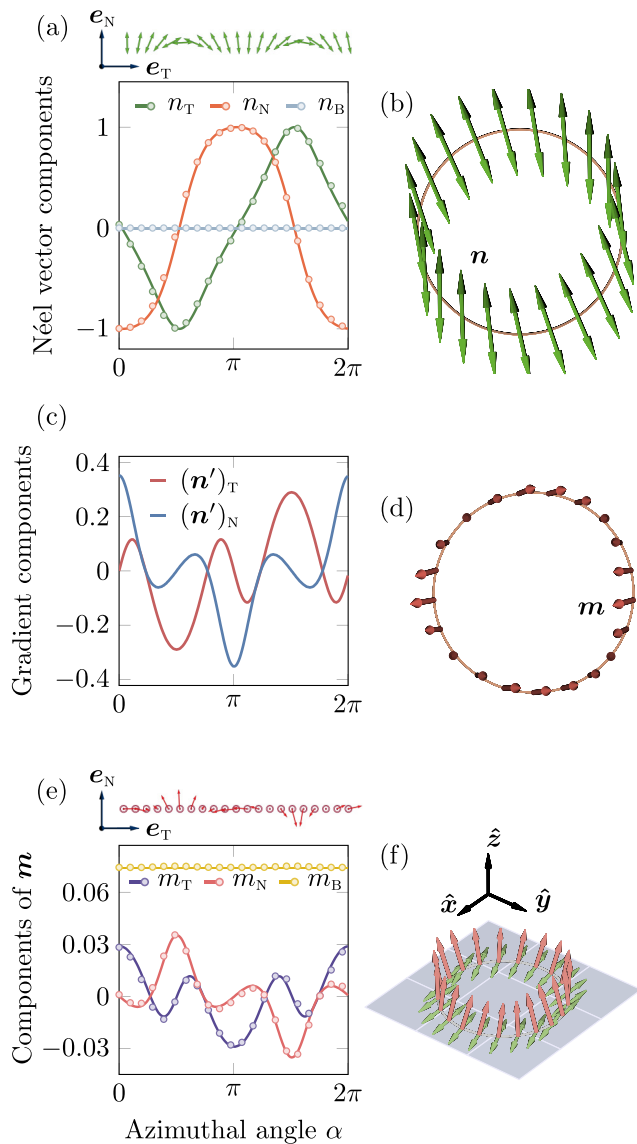 (a)
e_N
e_T
n_T n_N n_B
Néel vector components
1
0
−1
0 π 2π
(b)
n
(c)
(n′)_T
(n′)_N
Gradient components
0.4
0.2
0
−0.2
−0.4
0 π 2π
(d)
m
(e)
e_N
e_T
m_T m_N m_B
Components of m
0.06
0.03
0
−0.03
0 π 2π
Azimuthal angle α
(f)
ẑ
x̂ ŷ